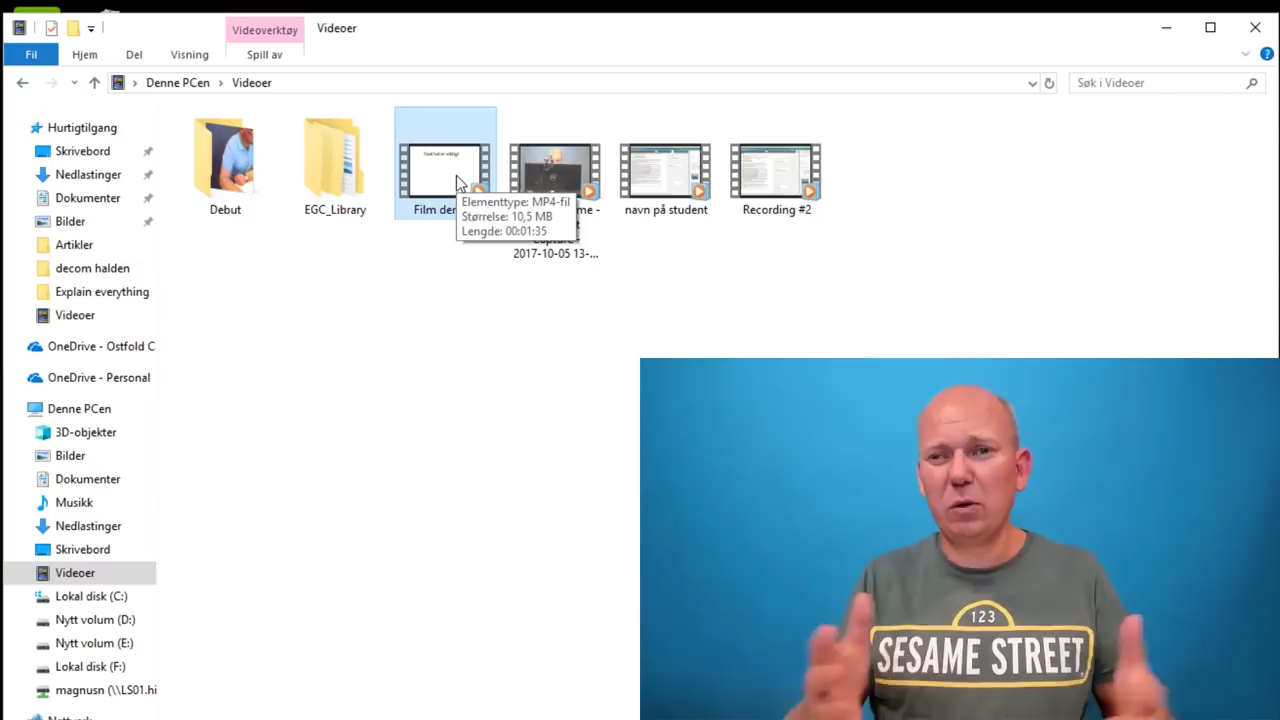 Videoverktøy
Videoer
Fil
Hjem
Del
Visning
Spill av
Denne PCen
Videoer
Søk i Videoer
Hurtigtilgang
Skrivebord
Nedlastinger
Dokumenter
Bilder
Artikler
decom halden
Explain everything
Videoer
OneDrive - Ostfold C
OneDrive - Personal
Denne PCen
3D-objekter
Bilder
Dokumenter
Musikk
Nedlastinger
Skrivebord
Videoer
Lokal disk (C:)
Nytt volum (D:)
Nytt volum (E:)
Lokal disk (F:)
magnusn (\\LS01.hi
Debut
EGC_Library
Film
Elementtype: MP4-fil
Størrelse: 10,5 MB
Lengde: 00:01:35
2017-10-05 13-...
navn på student
Recording #2
123
SESAME STREET